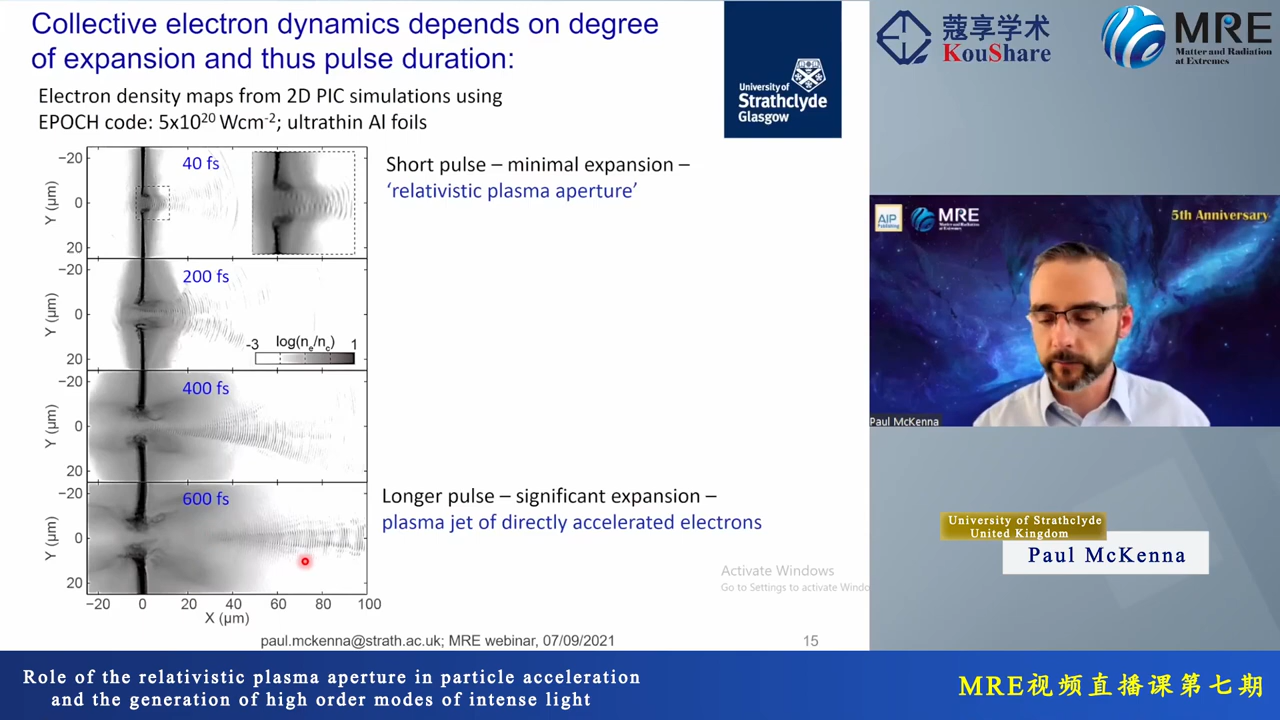 Collective electron dynamics depends on degree
of expansion and thus pulse duration:
Electron density maps from 2D PIC simulations using
EPOCH code: 5x10²⁰ Wcm⁻²; ultrathin Al foils
University of
Strathclyde
Glasgow
蔻享学术
KouShare
MRE
Matter and Radiation
at Extremes
−20
0
20
Y (μm)
40 fs
Short pulse – minimal expansion –
‘relativistic plasma aperture’
−20
0
20
Y (μm)
200 fs
log(nₑ/n꜀)
-3
1
−20
0
20
Y (μm)
400 fs
−20
0
20
Y (μm)
600 fs
Longer pulse – significant expansion –
plasma jet of directly accelerated electrons
−20 0 20 40 60 80 100
X (μm)
Activate Windows
Go to Settings to activate Windo
paul.mckenna@strath.ac.uk; MRE webinar, 07/09/2021
15
AIP
Publishing
MRE
5th Anniversary
Paul McKenna
University of Strathclyde
United Kingdom
Paul McKenna
Role of the relativistic plasma aperture in particle acceleration
and the generation of high order modes of intense light
MRE视频直播课第七期